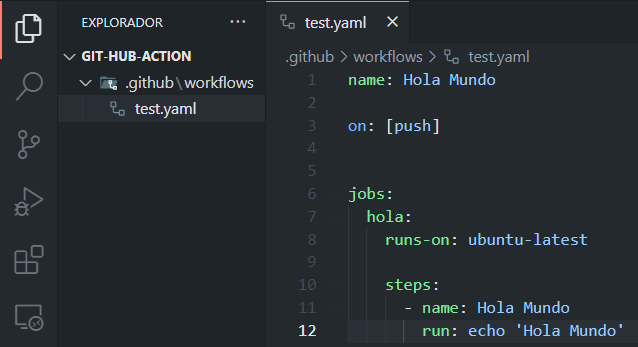 EXPLORADOR ...
GIT-HUB-ACTION
.github\workflows
test.yaml
test.yaml
.github > workflows > test.yaml
1 name: Hola Mundo
2
3 on: [push]
4
5
6 jobs:
7   hola:
8     runs-on: ubuntu-latest
9
10     steps:
11       - name: Hola Mundo
12         run: echo 'Hola Mundo'